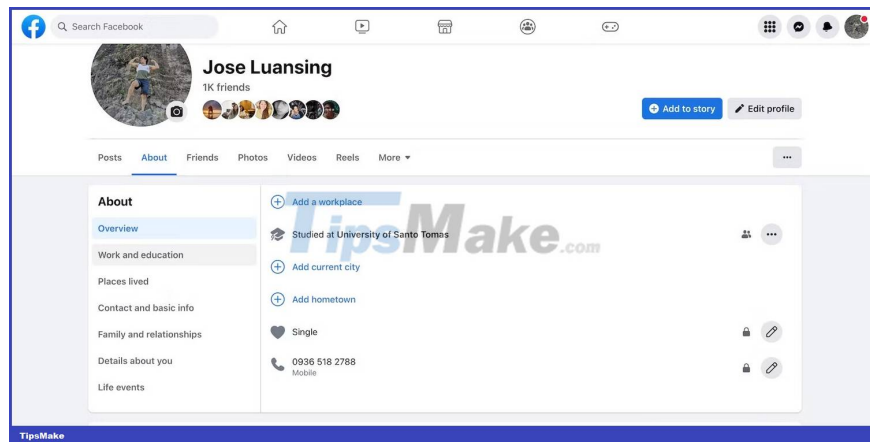 Search Facebook
Jose Luansing
1K friends
Add to story
Edit profile
Posts About Friends Photos Videos Reels More
About
Overview
Work and education
Places lived
Contact and basic info
Family and relationships
Details about you
Life events
Add a workplace
Studied at University of Santo Tomas
Add current city
Add hometown
Single
0936 518 2788
Mobile
TipsMake.com
TipsMake